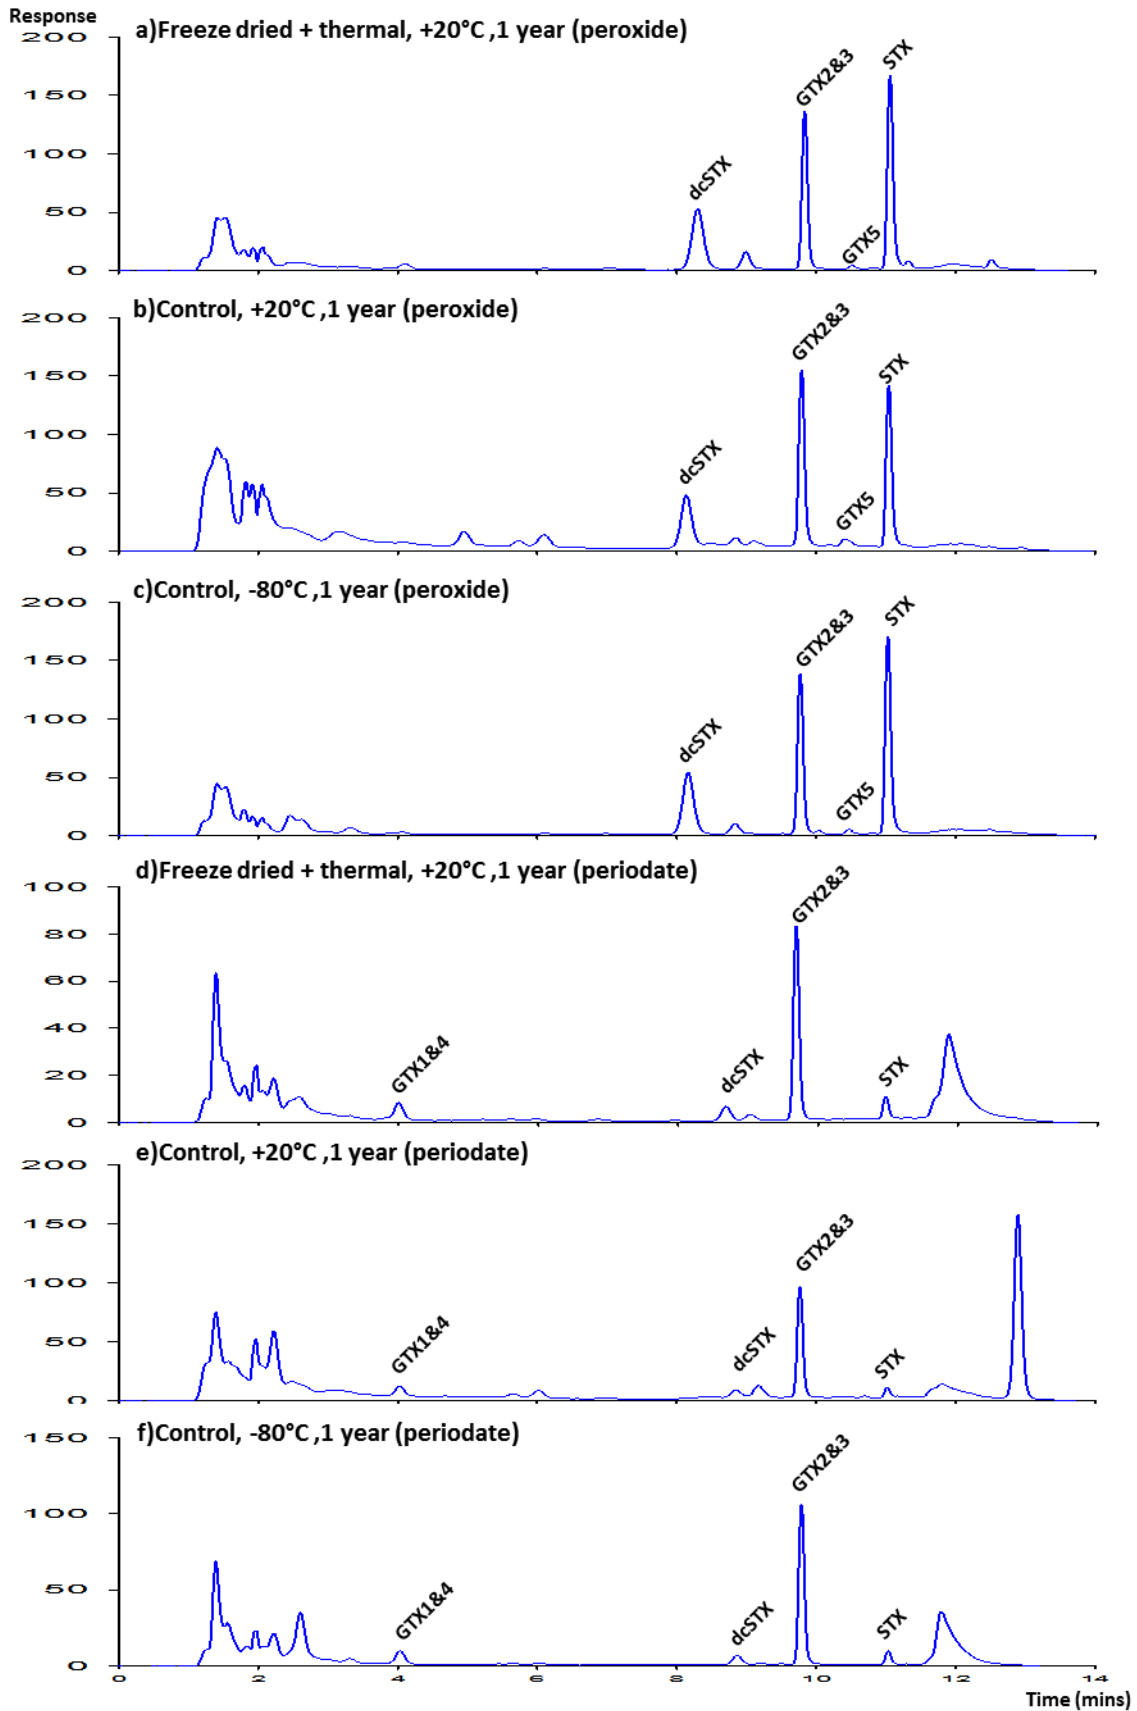 Response
a)Freeze dried + thermal, +20°C ,1 year (peroxide)
200
150
100
50
0
dcSTX
GTX2&3
GTX5
STX
b)Control, +20°C ,1 year (peroxide)
200
150
100
50
0
dcSTX
GTX2&3
GTX5
STX
c)Control, -80°C ,1 year (peroxide)
200
150
100
50
0
dcSTX
GTX2&3
GTX5
STX
d)Freeze dried + thermal, +20°C ,1 year (periodate)
100
80
60
40
20
0
GTX1&4
dcSTX
GTX2&3
STX
e)Control, +20°C ,1 year (periodate)
200
150
100
50
0
GTX1&4
dcSTX
GTX2&3
STX
f)Control, -80°C ,1 year (periodate)
150
100
50
0
GTX1&4
dcSTX
GTX2&3
STX
0 2 4 6 8 10 12 14
Time (mins)